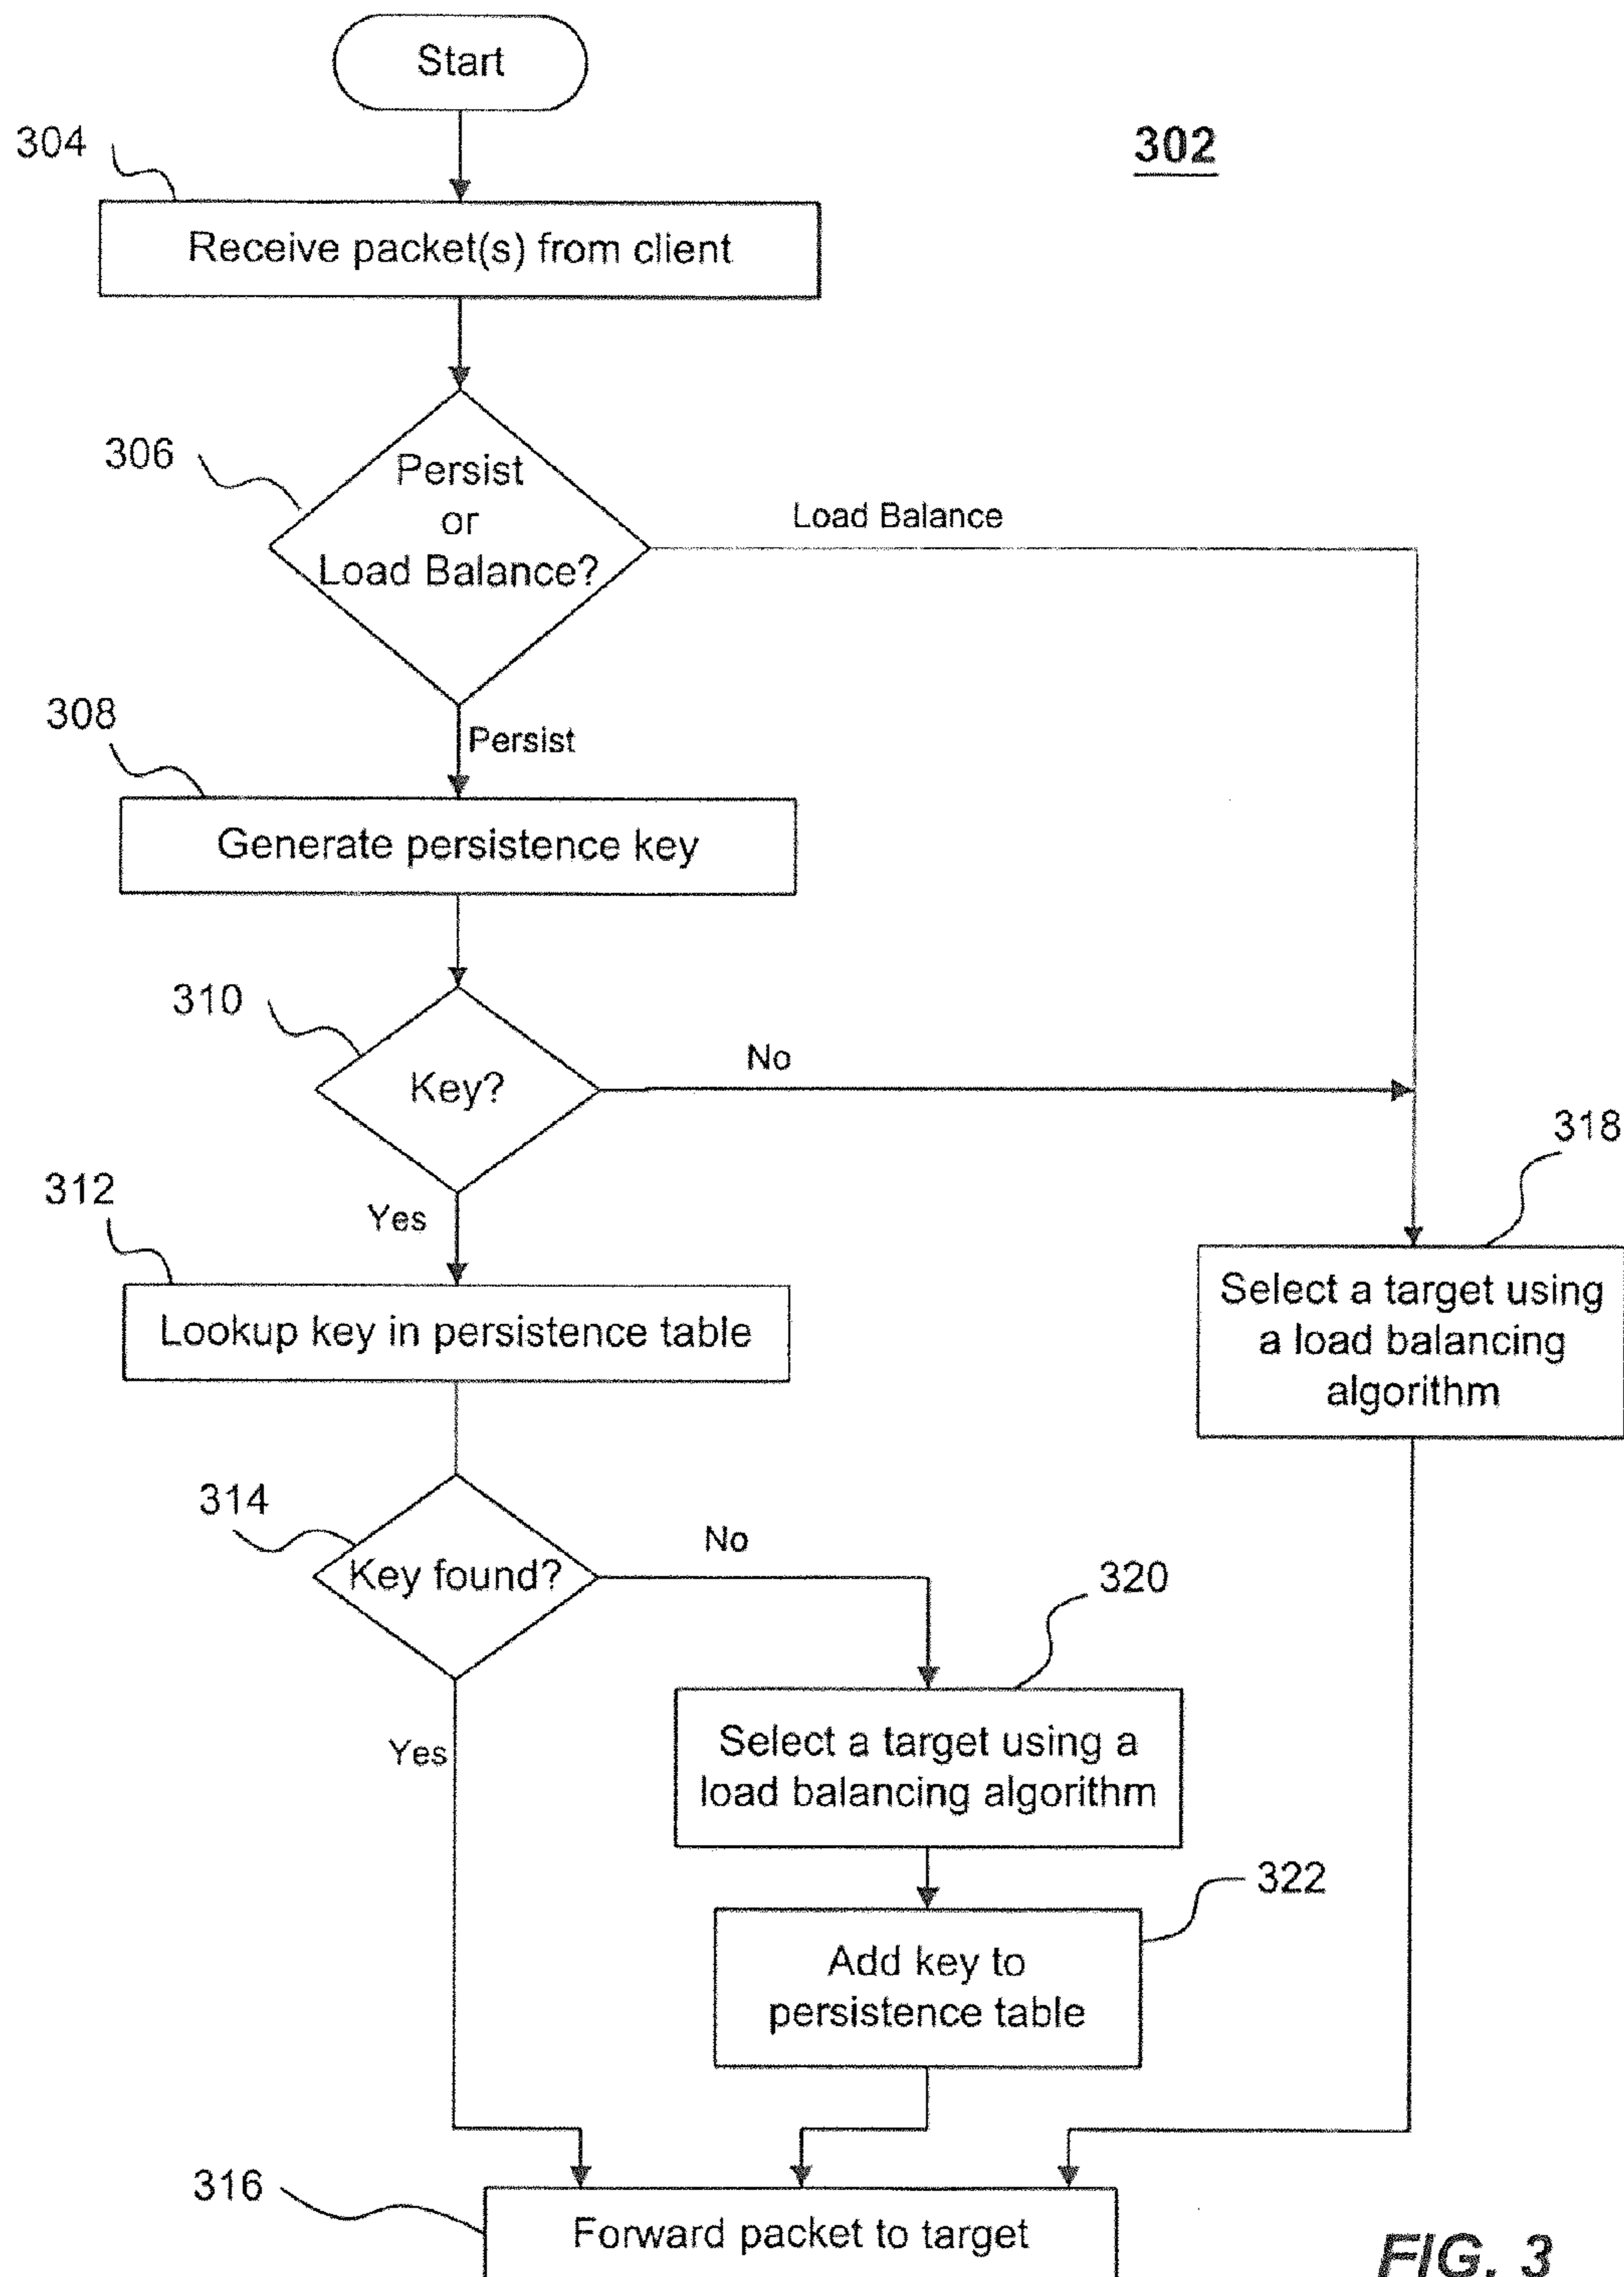 Start
302
304
Receive packet(s) from client
306
Persist
or
Load Balance?
Load Balance
308
Persist
Generate persistence key
310
Key?
No
318
312
Yes
Lookup key in persistence table
Select a target using
a load balancing
algorithm
314
Key found?
No
320
Yes
Select a target using a
load balancing algorithm
322
Add key to
persistence table
316
Forward packet to target
FIG. 3